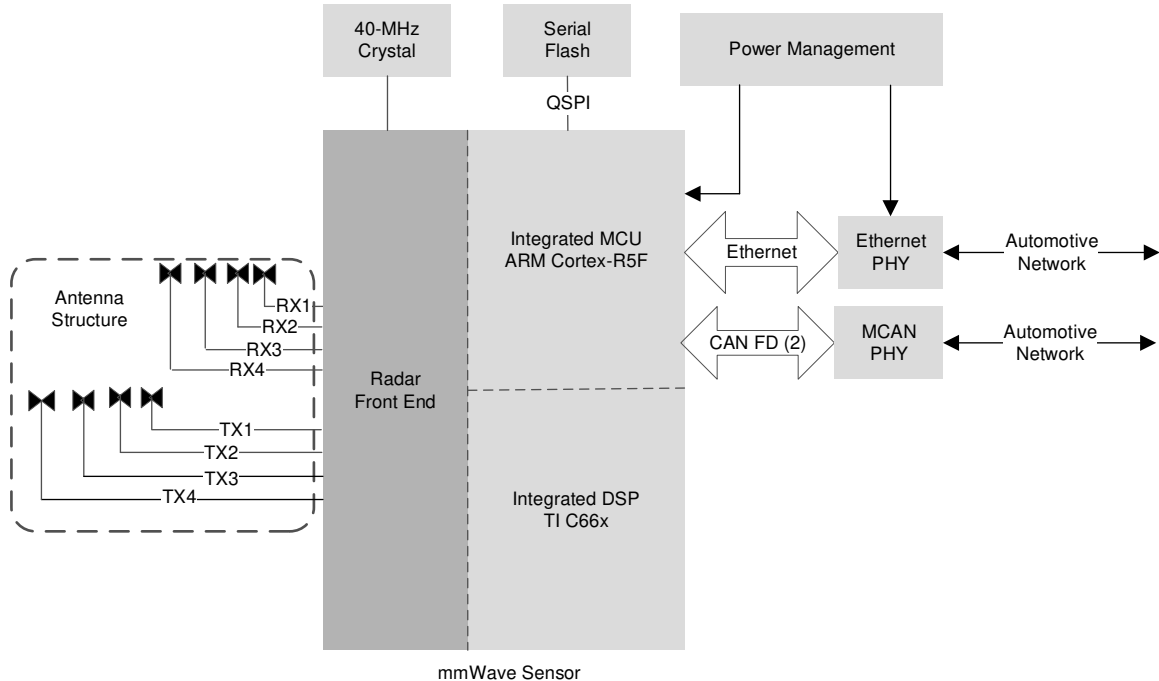 40-MHz
Crystal
Serial
Flash
Power Management
QSPI
Integrated MCU
ARM Cortex-R5F
Ethernet
Ethernet
PHY
Automotive
Network
Antenna
Structure
RX1
RX2
RX3
RX4
CAN FD (2)
MCAN
PHY
Automotive
Network
Radar
Front End
TX1
TX2
TX3
TX4
Integrated DSP
TI C66x
mmWave Sensor